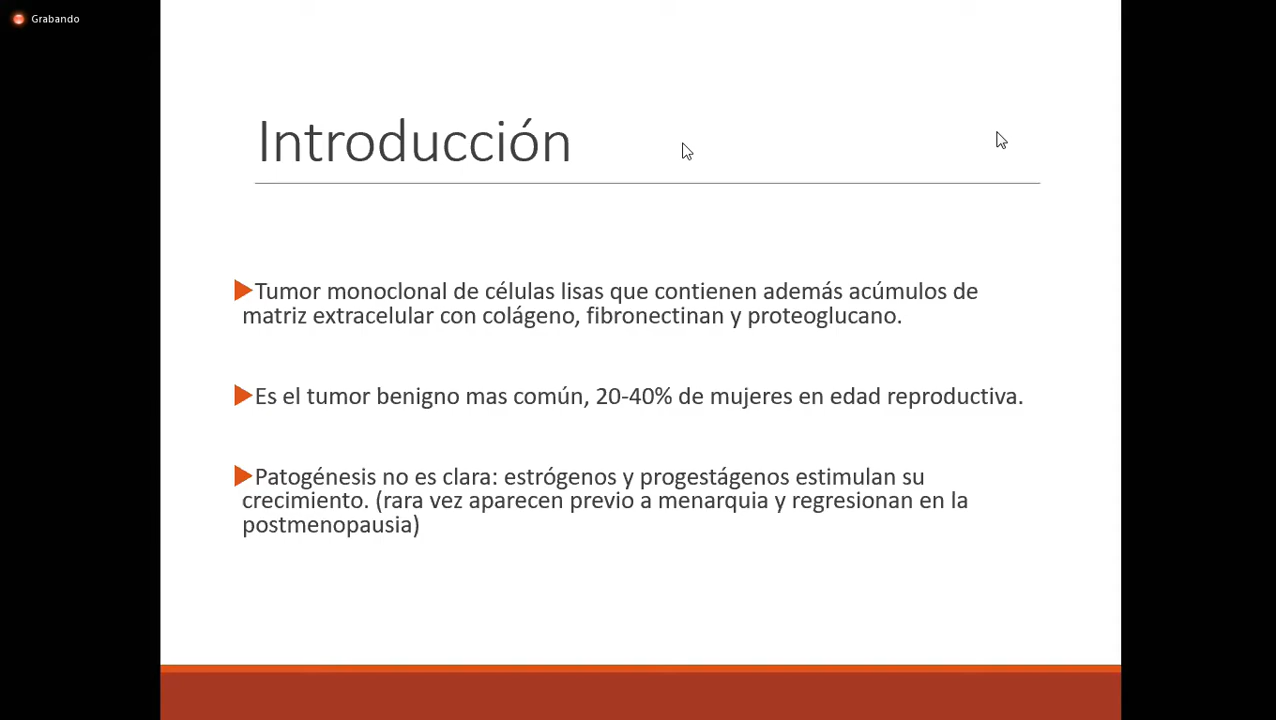 Grabando
Introducción
Tumor monoclonal de células lisas que contienen además acúmulos de
matriz extracelular con colágeno, fibronectinan y proteoglucano.
Es el tumor benigno mas común, 20-40% de mujeres en edad reproductiva.
Patogénesis no es clara: estrógenos y progestágenos estimulan su
crecimiento. (rara vez aparecen previo a menarquia y regresionan en la
postmenopausia)